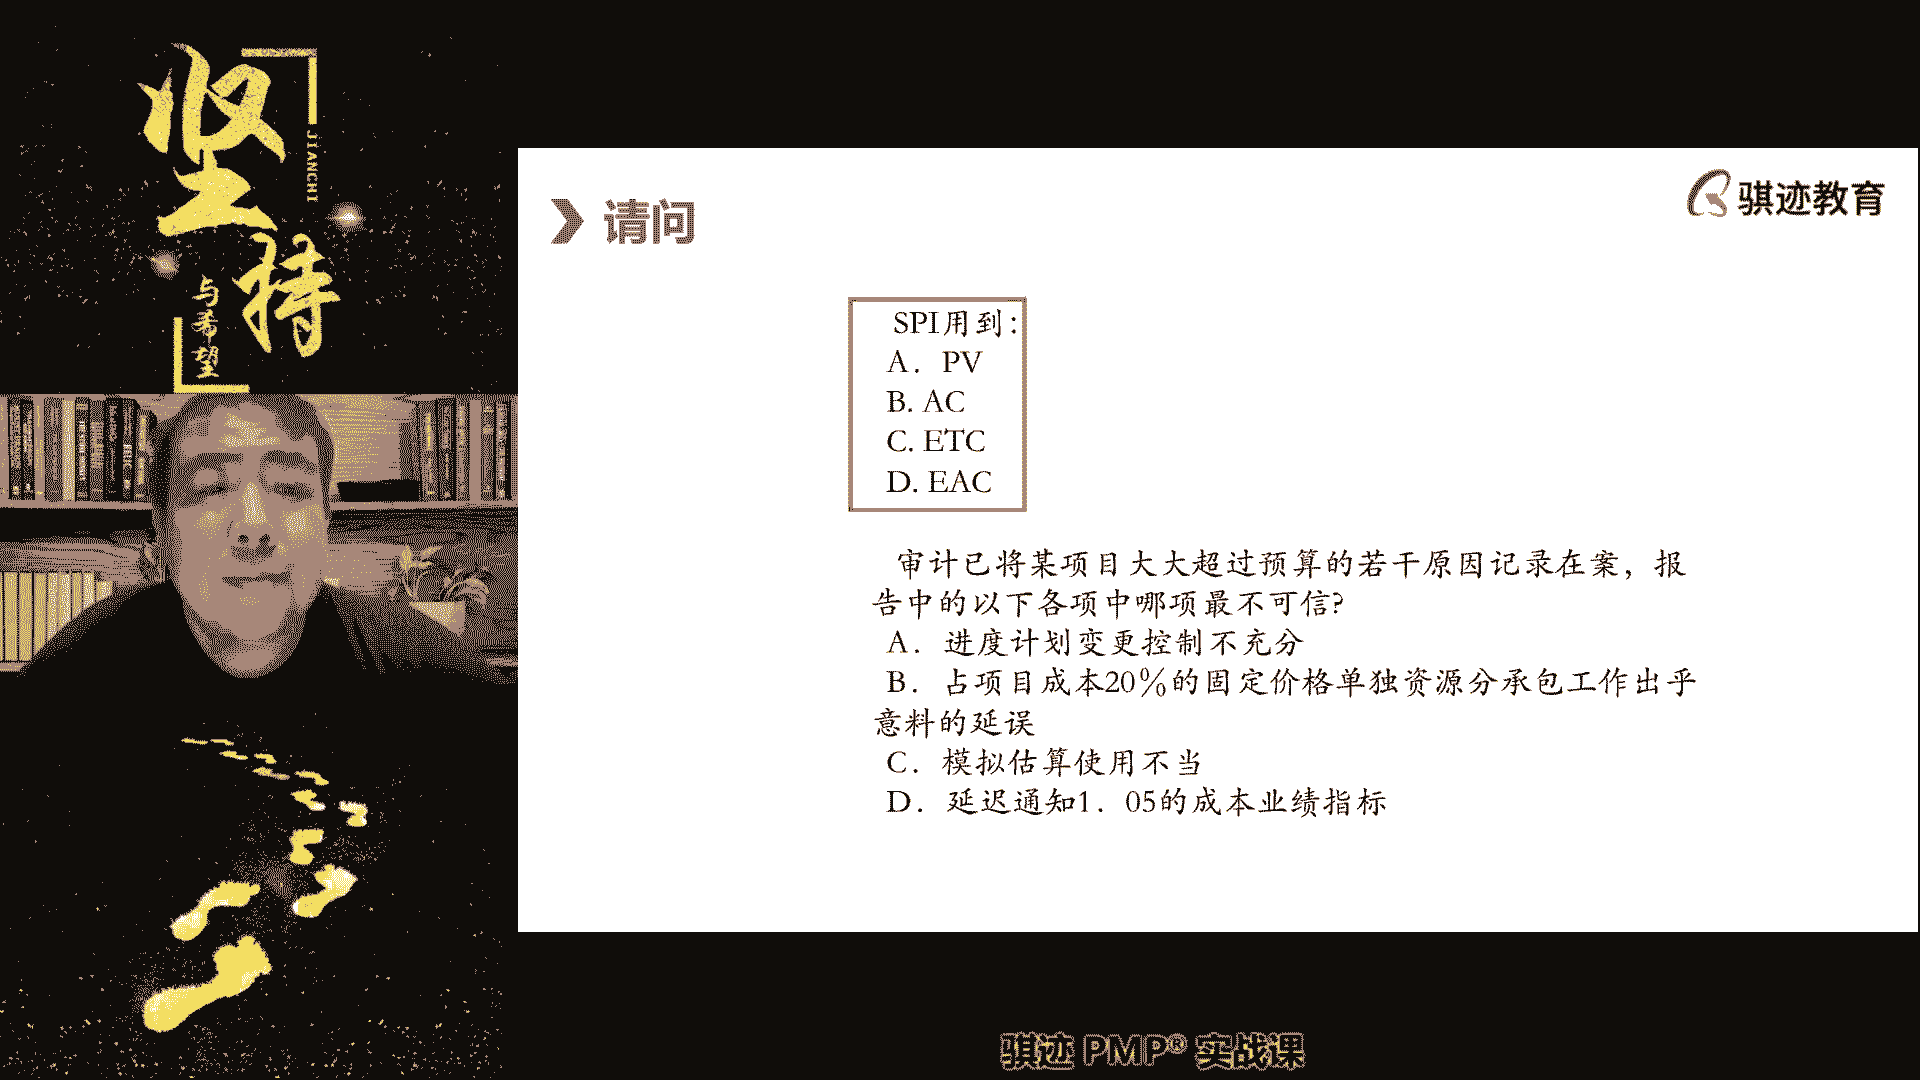 坚持
JIANCHI
与希望
请问
骐迹教育
SPI用到：
A．PV
B. AC
C. ETC
D. EAC
审计已将某项目大大超过预算的若干原因记录在案，报
告中的以下各项中哪项最不可信?
A．进度计划变更控制不充分
B．占项目成本20％的固定价格单独资源分承包工作出乎
意料的延误
C．模拟估算使用不当
D．延迟通知1．05的成本业绩指标
骐迹 PMP® 实战课